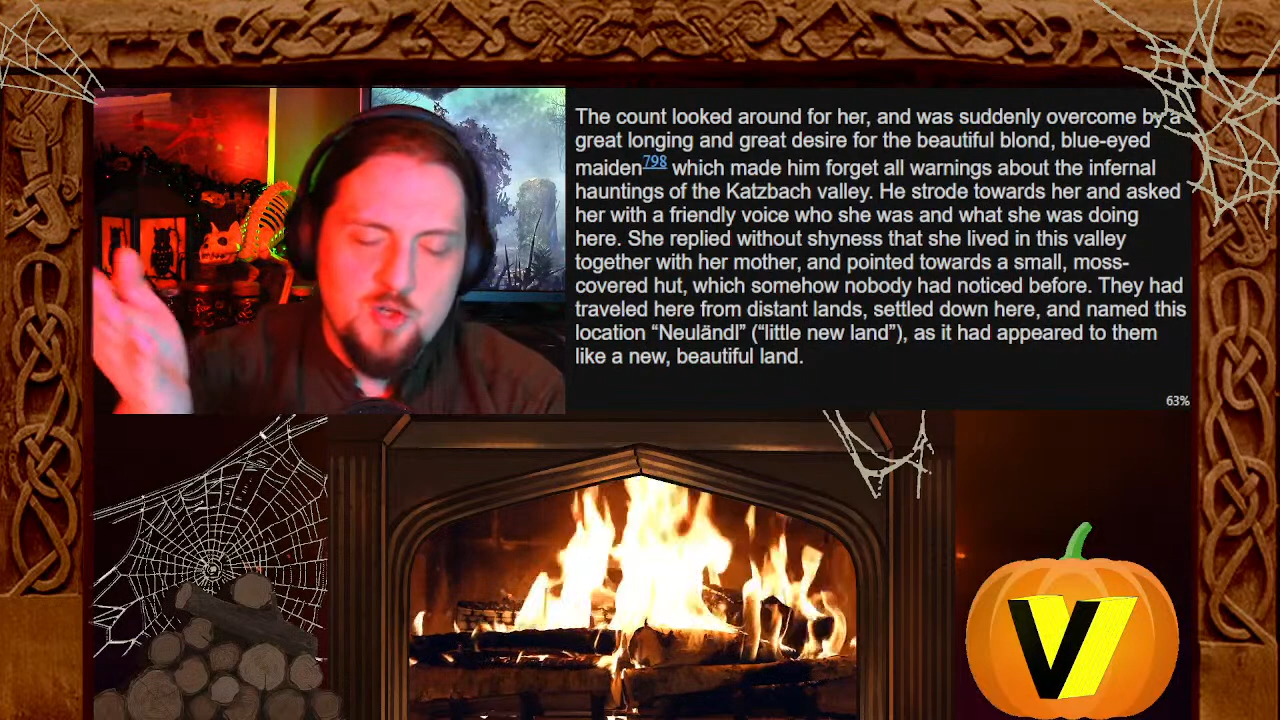 The count looked around for her, and was suddenly overcome by a
great longing and great desire for the beautiful blond, blue-eyed
maiden798 which made him forget all warnings about the infernal
hauntings of the Katzbach valley. He strode towards her and asked
her with a friendly voice who she was and what she was doing
here. She replied without shyness that she lived in this valley
together with her mother, and pointed towards a small, moss-
covered hut, which somehow nobody had noticed before. They had
traveled here from distant lands, settled down here, and named this
location “Neuländl” (“little new land”), as it had appeared to them
like a new, beautiful land.
63%
V